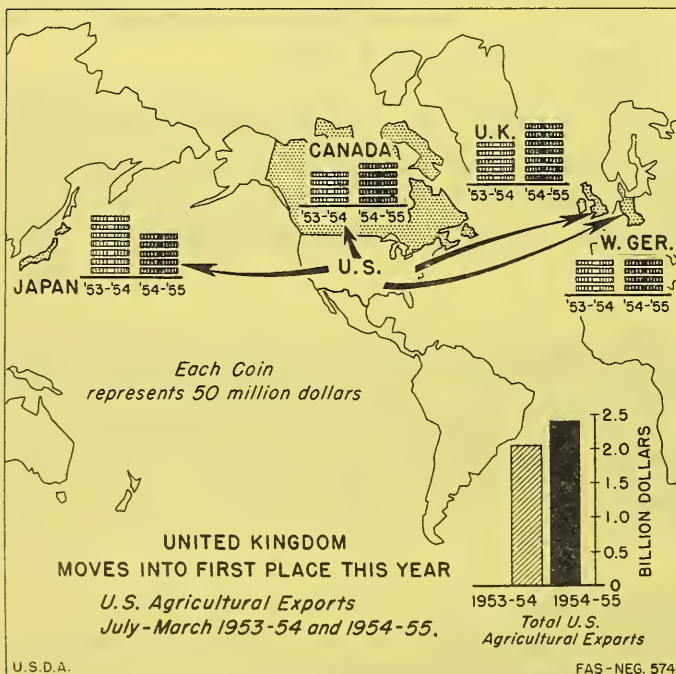 CANADA
'53-'54 '54-'55
U.K.
'53-'54 '54-'55
JAPAN
'53-'54 '54-'55
U.S.
W. GER.
'53-'54 '54-'55
Each Coin
represents 50 million dollars
2.5
2.0
1.5
1.0
0.5
0
BILLION DOLLARS
1953-54 1954-55
Total U.S.
Agricultural Exports
UNITED KINGDOM
MOVES INTO FIRST PLACE THIS YEAR
U.S. Agricultural Exports
July-March 1953-54 and 1954-55.
U.S.D.A.
FAS-NEG. 574